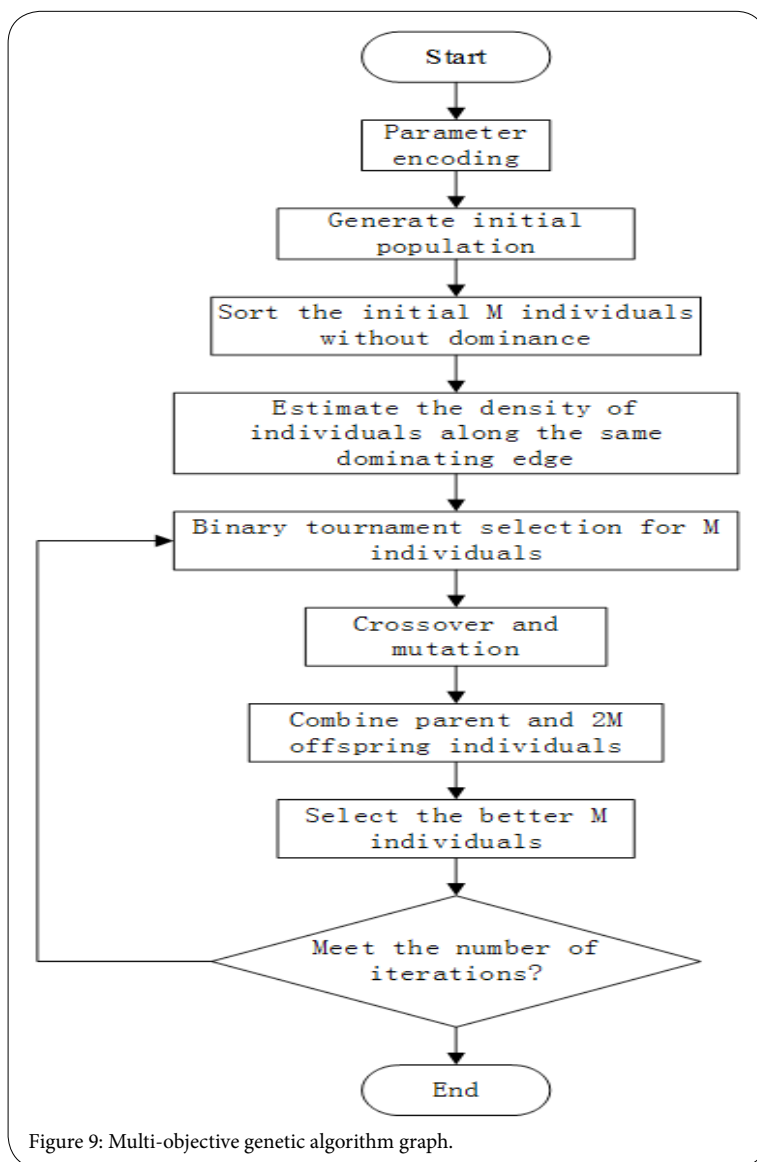 Start
Parameter
encoding
Generate initial
population
Sort the initial M individuals
without dominance
Estimate the density of
individuals along the same
dominating edge
Binary tournament selection for M
individuals
Crossover and
mutation
Combine parent and 2M
offspring individuals
Select the better M
individuals
Meet the number of
iterations?
End
Figure 9: Multi-objective genetic algorithm graph.